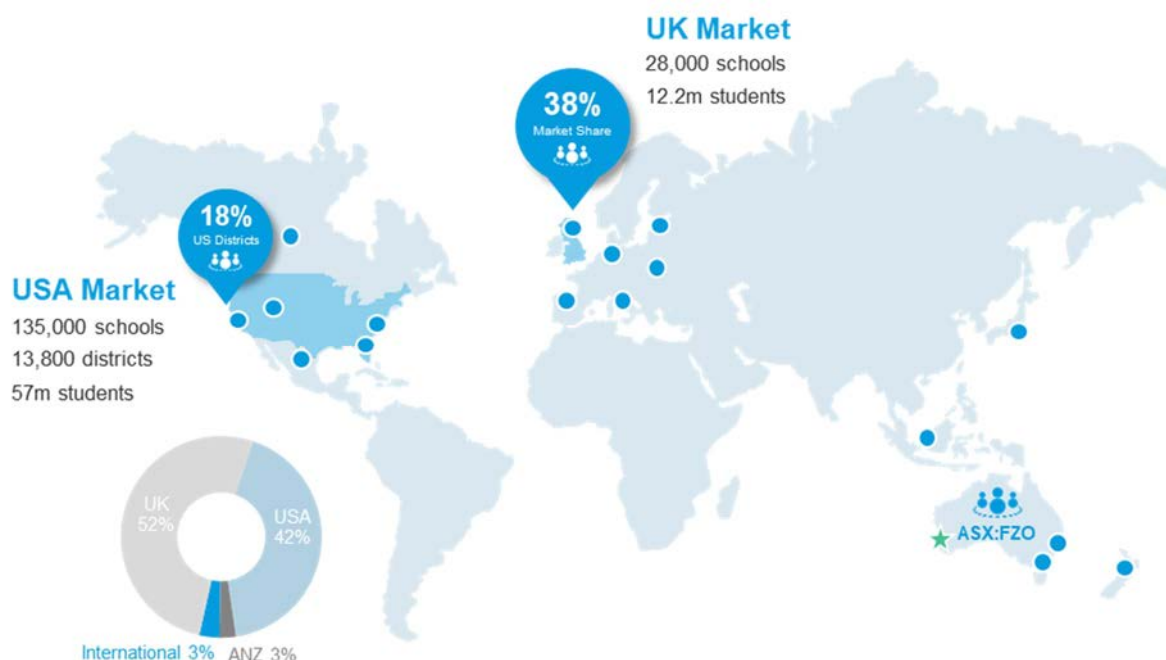 UK Market
28,000 schools
12.2m students
38%
Market Share
18%
US Districts
USA Market
135,000 schools
13,800 districts
57m students
UK
52%
USA
42%
International 3%
ANZ 3%
ASX:FZO